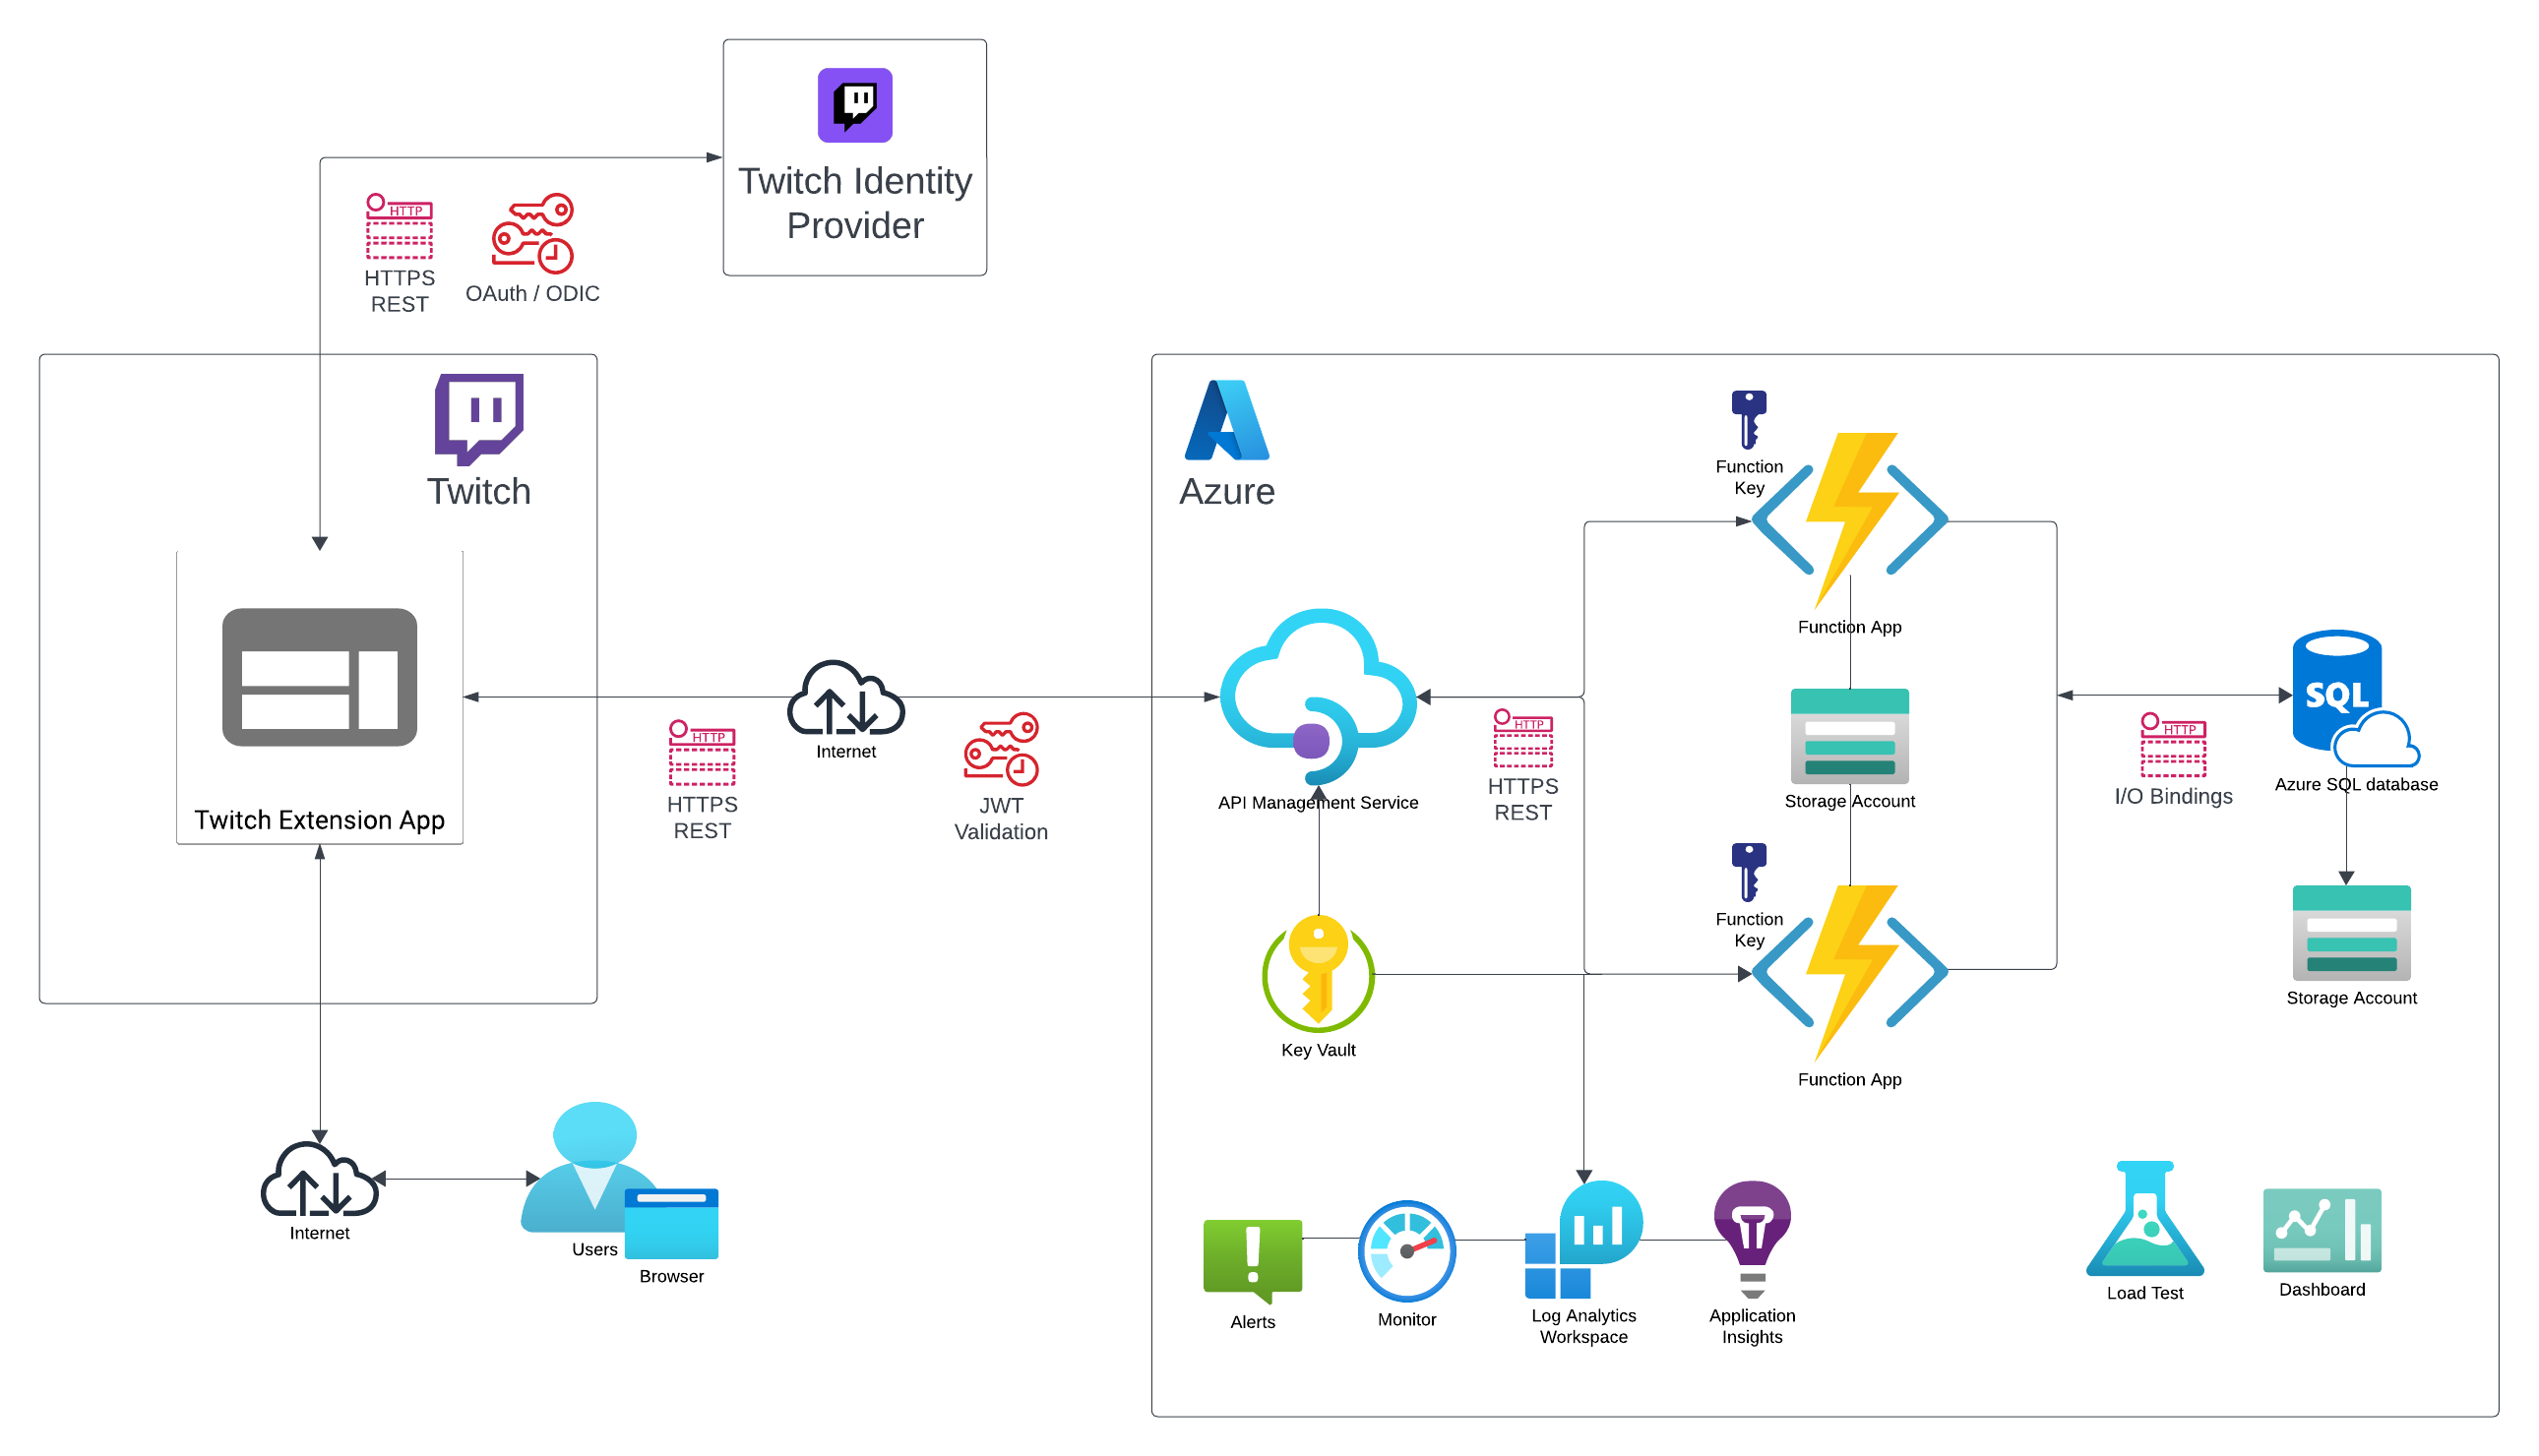 Twitch Identity
Provider
HTTP
HTTPS
REST
OAuth / ODIC
Twitch
Azure
Function
Key
Function App
Twitch Extension App
HTTP
HTTPS
REST
Internet
JWT
Validation
API Management Service
HTTP
HTTPS
REST
Storage Account
SQL
Azure SQL database
HTTP
I/O Bindings
Function
Key
Function App
Storage Account
Key Vault
Internet
Users
Browser
Alerts
Monitor
Log Analytics
Workspace
Application
Insights
Load Test
Dashboard